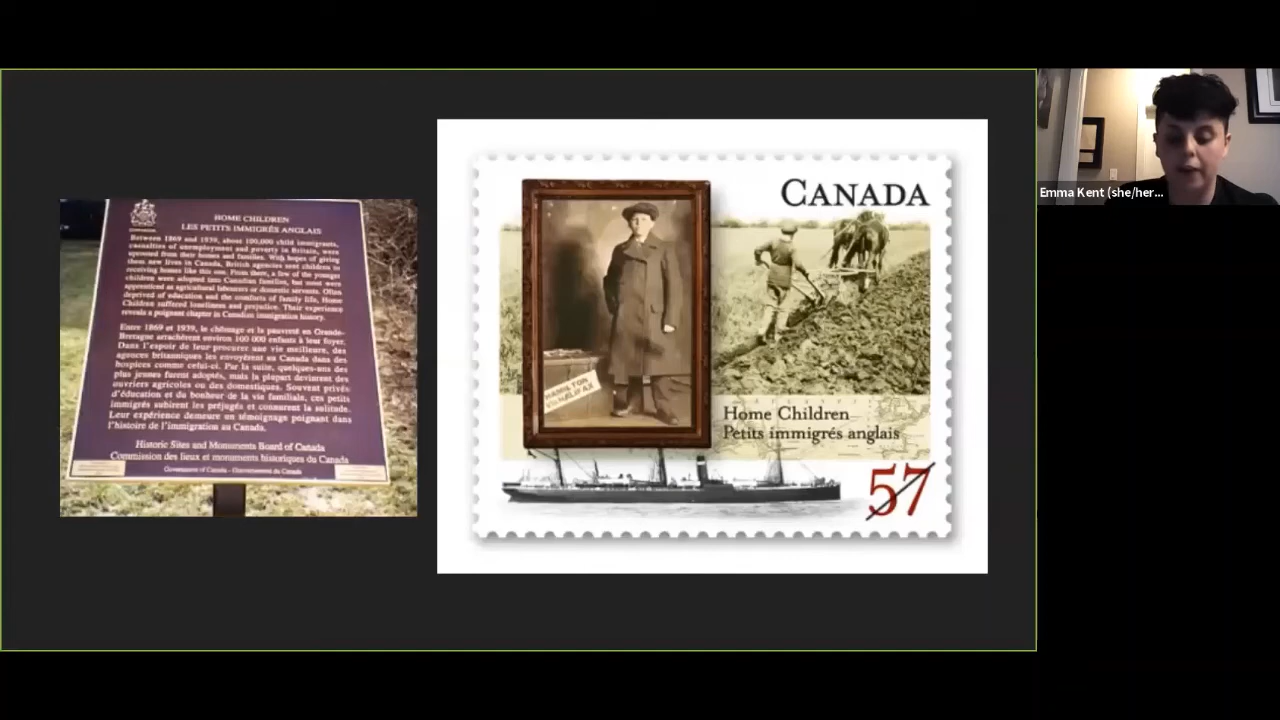 HOME CHILDREN
LES PETITS IMMIGRÉS ANGLAIS
Between 1869 and 1939, about 100,000 child immigrants,
casualties of unemployment and poverty in Britain, were
uprooted from their homes and families. With hopes of giving
them new lives in Canada, British agencies sent children to
receiving homes like this one. From there, a few of the younger
children were adopted into Canadian families, but most were
apprenticed as agricultural labourers or domestic servants. Often
deprived of education and the comforts of family life, Home
Children suffered loneliness and prejudice. Their experience
reveals a poignant chapter in Canadian immigration history.
Entre 1869 et 1939, le chômage et la pauvreté en Grande-
Bretagne arrachèrent environ 100 000 enfants à leur foyer.
Dans l'espoir de leur procurer une vie meilleure, des
agences britanniques les envoyèrent au Canada dans des
hospices comme celui-ci. Par la suite, quelques-uns des
plus jeunes furent adoptés, mais la plupart devinrent des
ouvriers agricoles ou des domestiques. Souvent privés
d'éducation et du bonheur de la vie familiale, ces petits
immigrés subirent les préjugés et connurent la solitude.
Leur expérience demeure un témoignage poignant dans
l'histoire de l'immigration au Canada.
Historic Sites and Monuments Board of Canada
Commission des lieux et monuments historiques du Canada
Government of Canada - Gouvernement du Canada
CANADA
HAMILTON
VIA HALIFAX
Home Children
Petits immigrés anglais
57
Emma Kent (she/her...